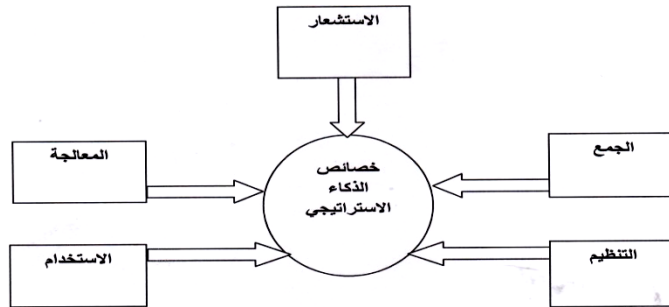 الاستشعار
الجمع
المعالجة
خصائص
الذكاء
الاستراتيجي
التنظيم
الاستخدام